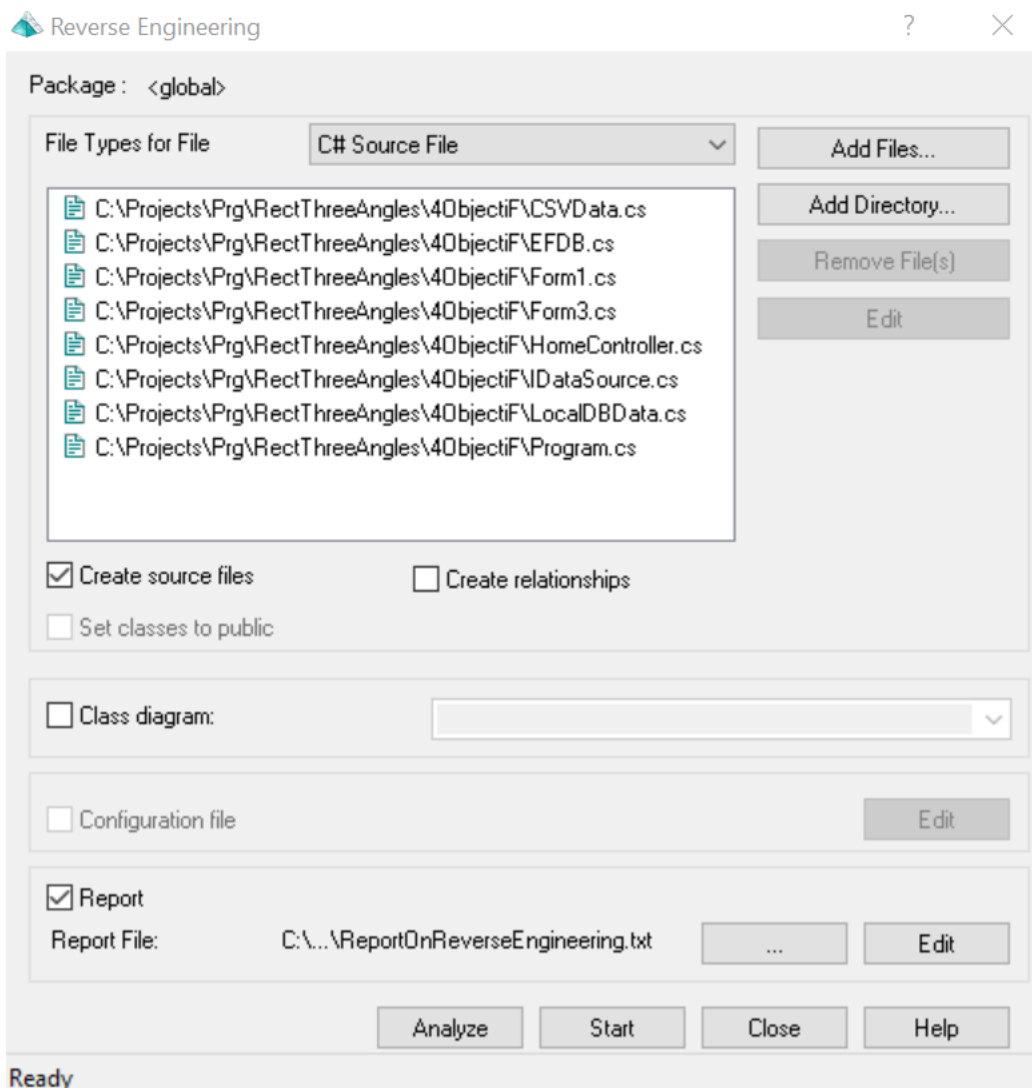 Reverse Engineering ?
Package : <global>
File Types for File C# Source File Add Files...
Add Directory...
Remove File(s)
Edit
C:\Projects\Prg\RectThreeAngles\4ObjectiF\CSVData.cs
C:\Projects\Prg\RectThreeAngles\4ObjectiF\EFDB.cs
C:\Projects\Prg\RectThreeAngles\4ObjectiF\Form1.cs
C:\Projects\Prg\RectThreeAngles\4ObjectiF\Form3.cs
C:\Projects\Prg\RectThreeAngles\4ObjectiF\HomeController.cs
C:\Projects\Prg\RectThreeAngles\4ObjectiF\IDataSource.cs
C:\Projects\Prg\RectThreeAngles\4ObjectiF\LocalDBData.cs
C:\Projects\Prg\RectThreeAngles\4ObjectiF\Program.cs
Create source files Create relationships
Set classes to public
Class diagram:
Configuration file Edit
Report
Report File: C:\...\ReportOnReverseEngineering.txt ... Edit
Analyze Start Close Help
Ready